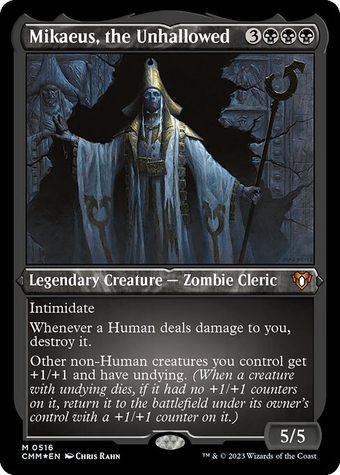 Mikaeus, the Unhallowed 3
Legendary Creature — Zombie Cleric
Intimidate
Whenever a Human deals damage to you,
destroy it.
Other non-Human creatures you control get
+1/+1 and have undying. (When a creature
with undying dies, if it had no +1/+1 counters
on it, return it to the battlefield under its owner's
control with a +1/+1 counter on it.)
5/5
M 0516
CMM★EN Chris Rahn
™ & © 2023 Wizards of the Coast